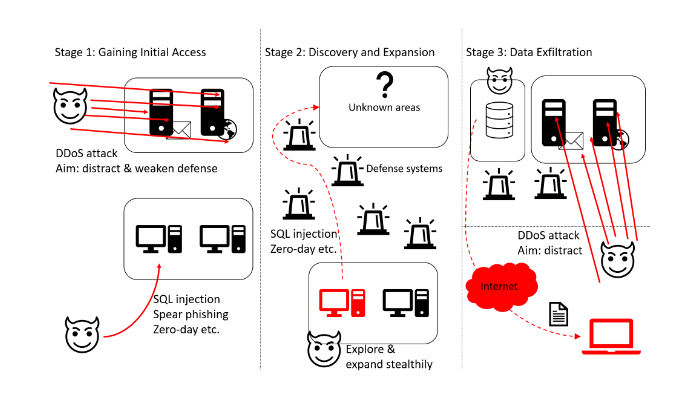 Stage 1: Gaining Initial Access
DDoS attack
Aim: distract & weaken defense
SQL injection
Spear phishing
Zero-day etc.
Stage 2: Discovery and Expansion
?
Unknown areas
Defense systems
SQL injection
Zero-day etc.
Explore &
expand stealthily
Stage 3: Data Exfiltration
DDoS attack
Aim: distract
Internet